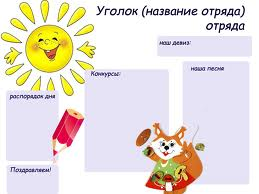 Уголок (название отряда)
отряда
наш девиз:
Конкурсы:
наша песня
распорядок дня
Поздравляем!